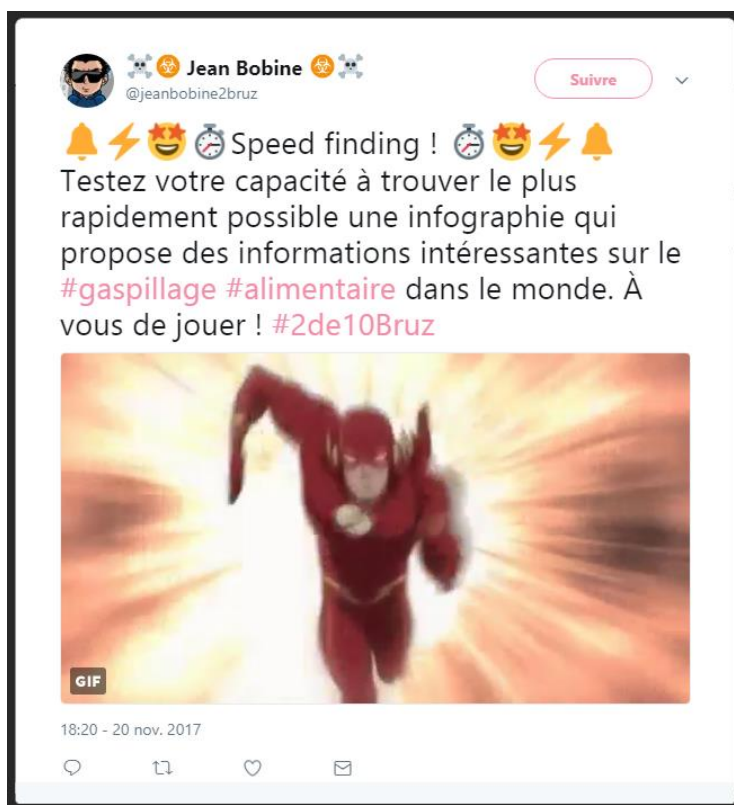 ☠️☣️ Jean Bobine ☣️☠️
@jeanbobine2bruz
Suivre
🔔⚡🤩⏱️Speed finding ! ⏱️🤩⚡🔔
Testez votre capacité à trouver le plus
rapidement possible une infographie qui
propose des informations intéressantes sur le
#gaspillage #alimentaire dans le monde. À
vous de jouer ! #2de10Bruz
GIF
18:20 - 20 nov. 2017